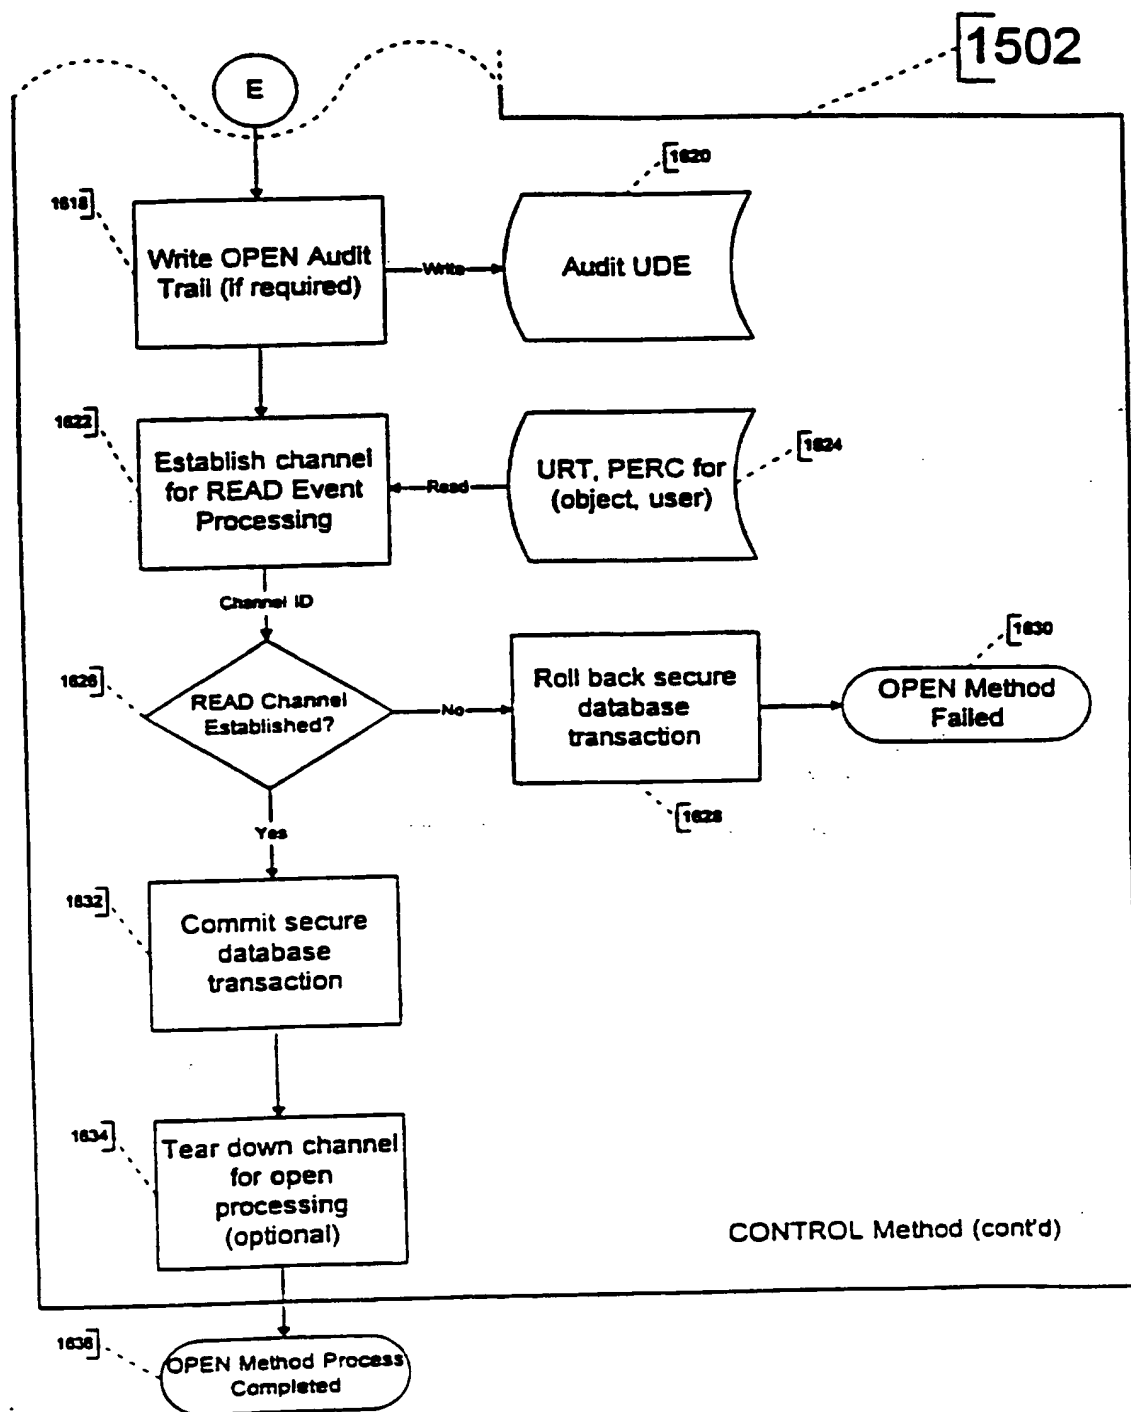 1502
E
1618
Write OPEN Audit
Trail (if required)
Write
1620
Audit UDE
1622
Establish channel
for READ Event
Processing
Read
URT, PERC for
(object, user)
1624
Channel ID
1626
READ Channel
Established?
No
Roll back secure
database
transaction
1628
1630
OPEN Method
Failed
Yes
1632
Commit secure
database
transaction
1634
Tear down channel
for open
processing
(optional)
CONTROL Method (cont'd)
1636
OPEN Method Process
Completed